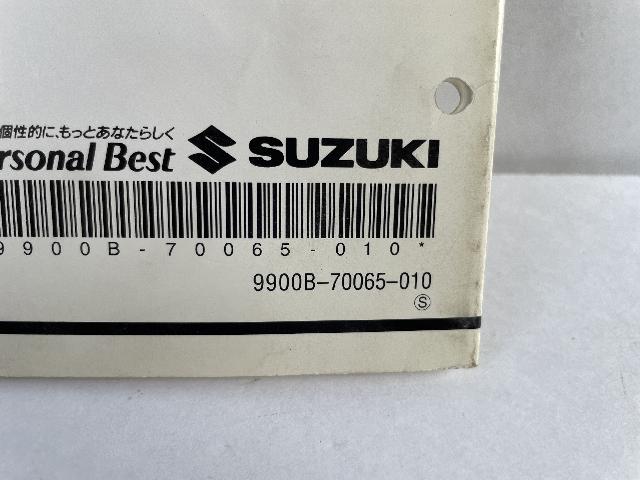 個性的に、もっとあなたらしく
rsonal Best SUZUKI
9900B-70065-010*
9900B-70065-010
S